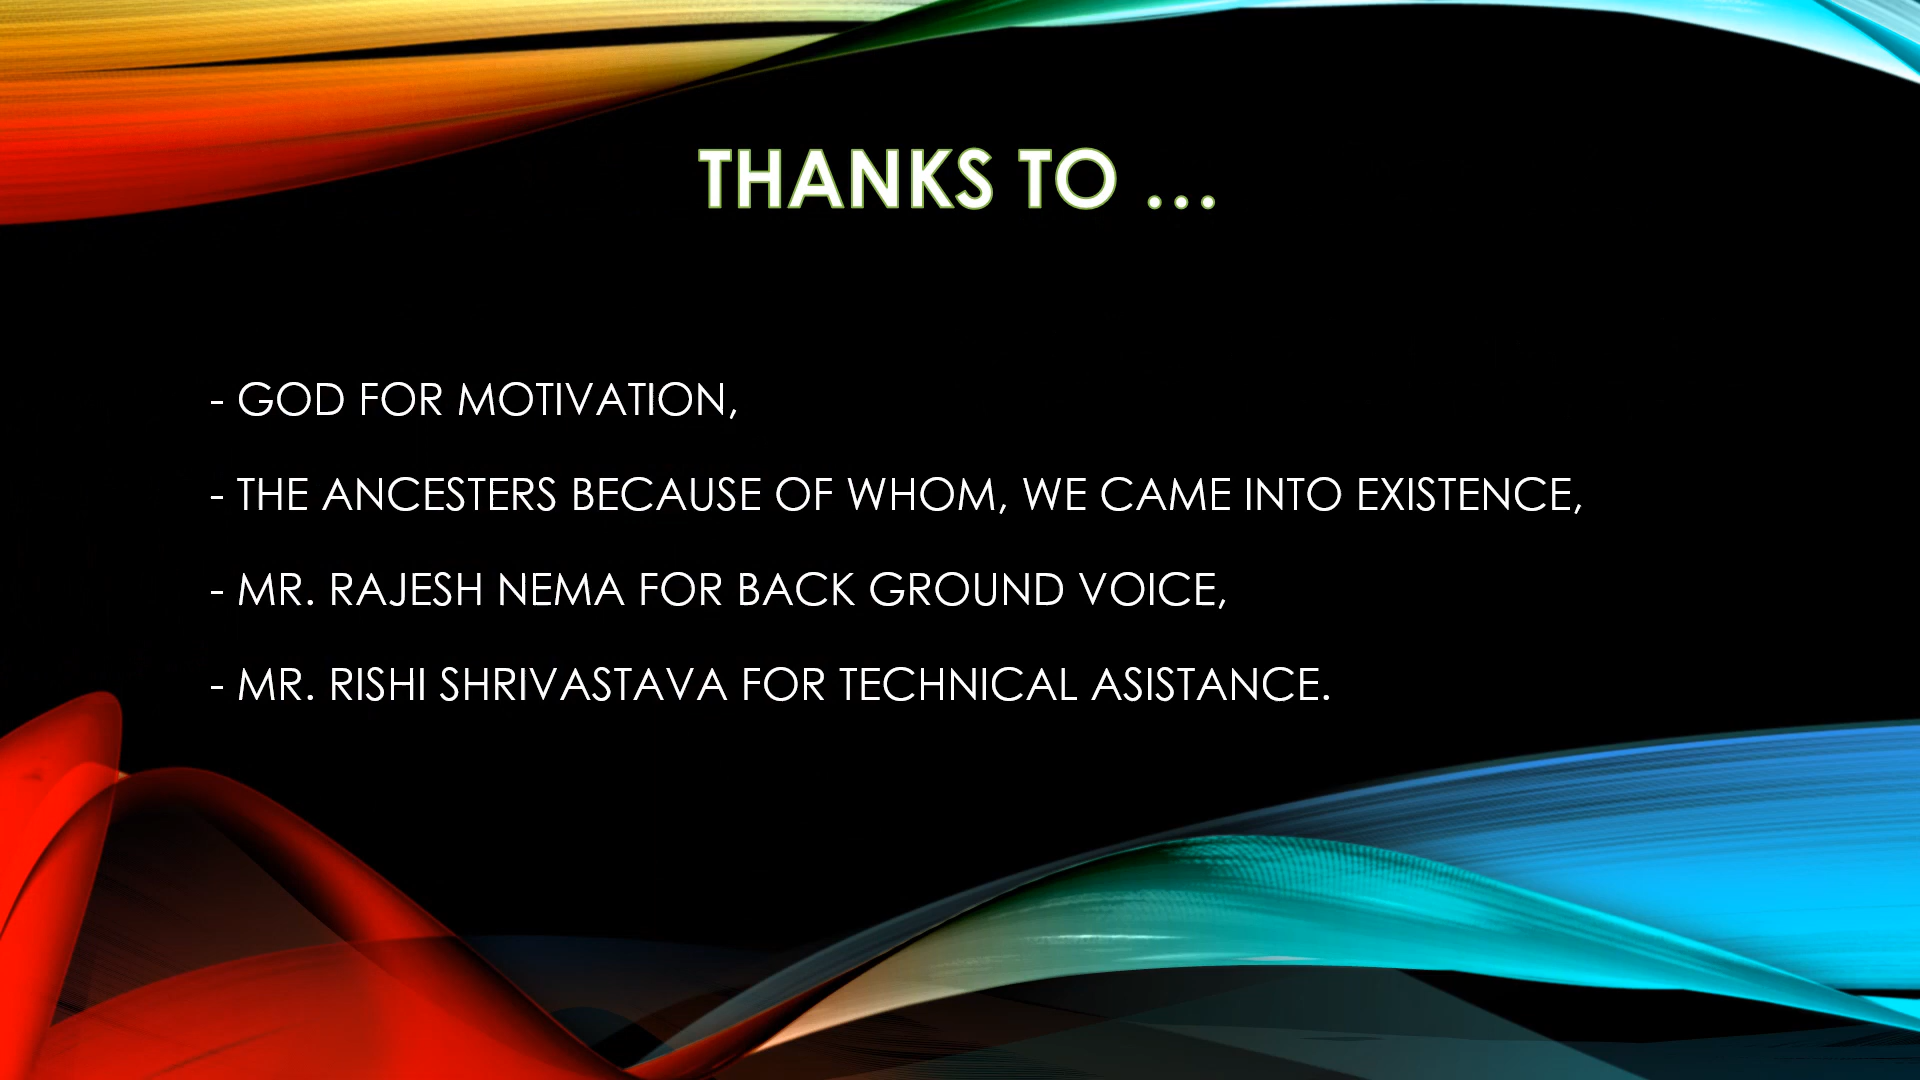 THANKS TO ...
- GOD FOR MOTIVATION,
- THE ANCESTERS BECAUSE OF WHOM, WE CAME INTO EXISTENCE,
- MR. RAJESH NEMA FOR BACK GROUND VOICE,
- MR. RISHI SHRIVASTAVA FOR TECHNICAL ASISTANCE.